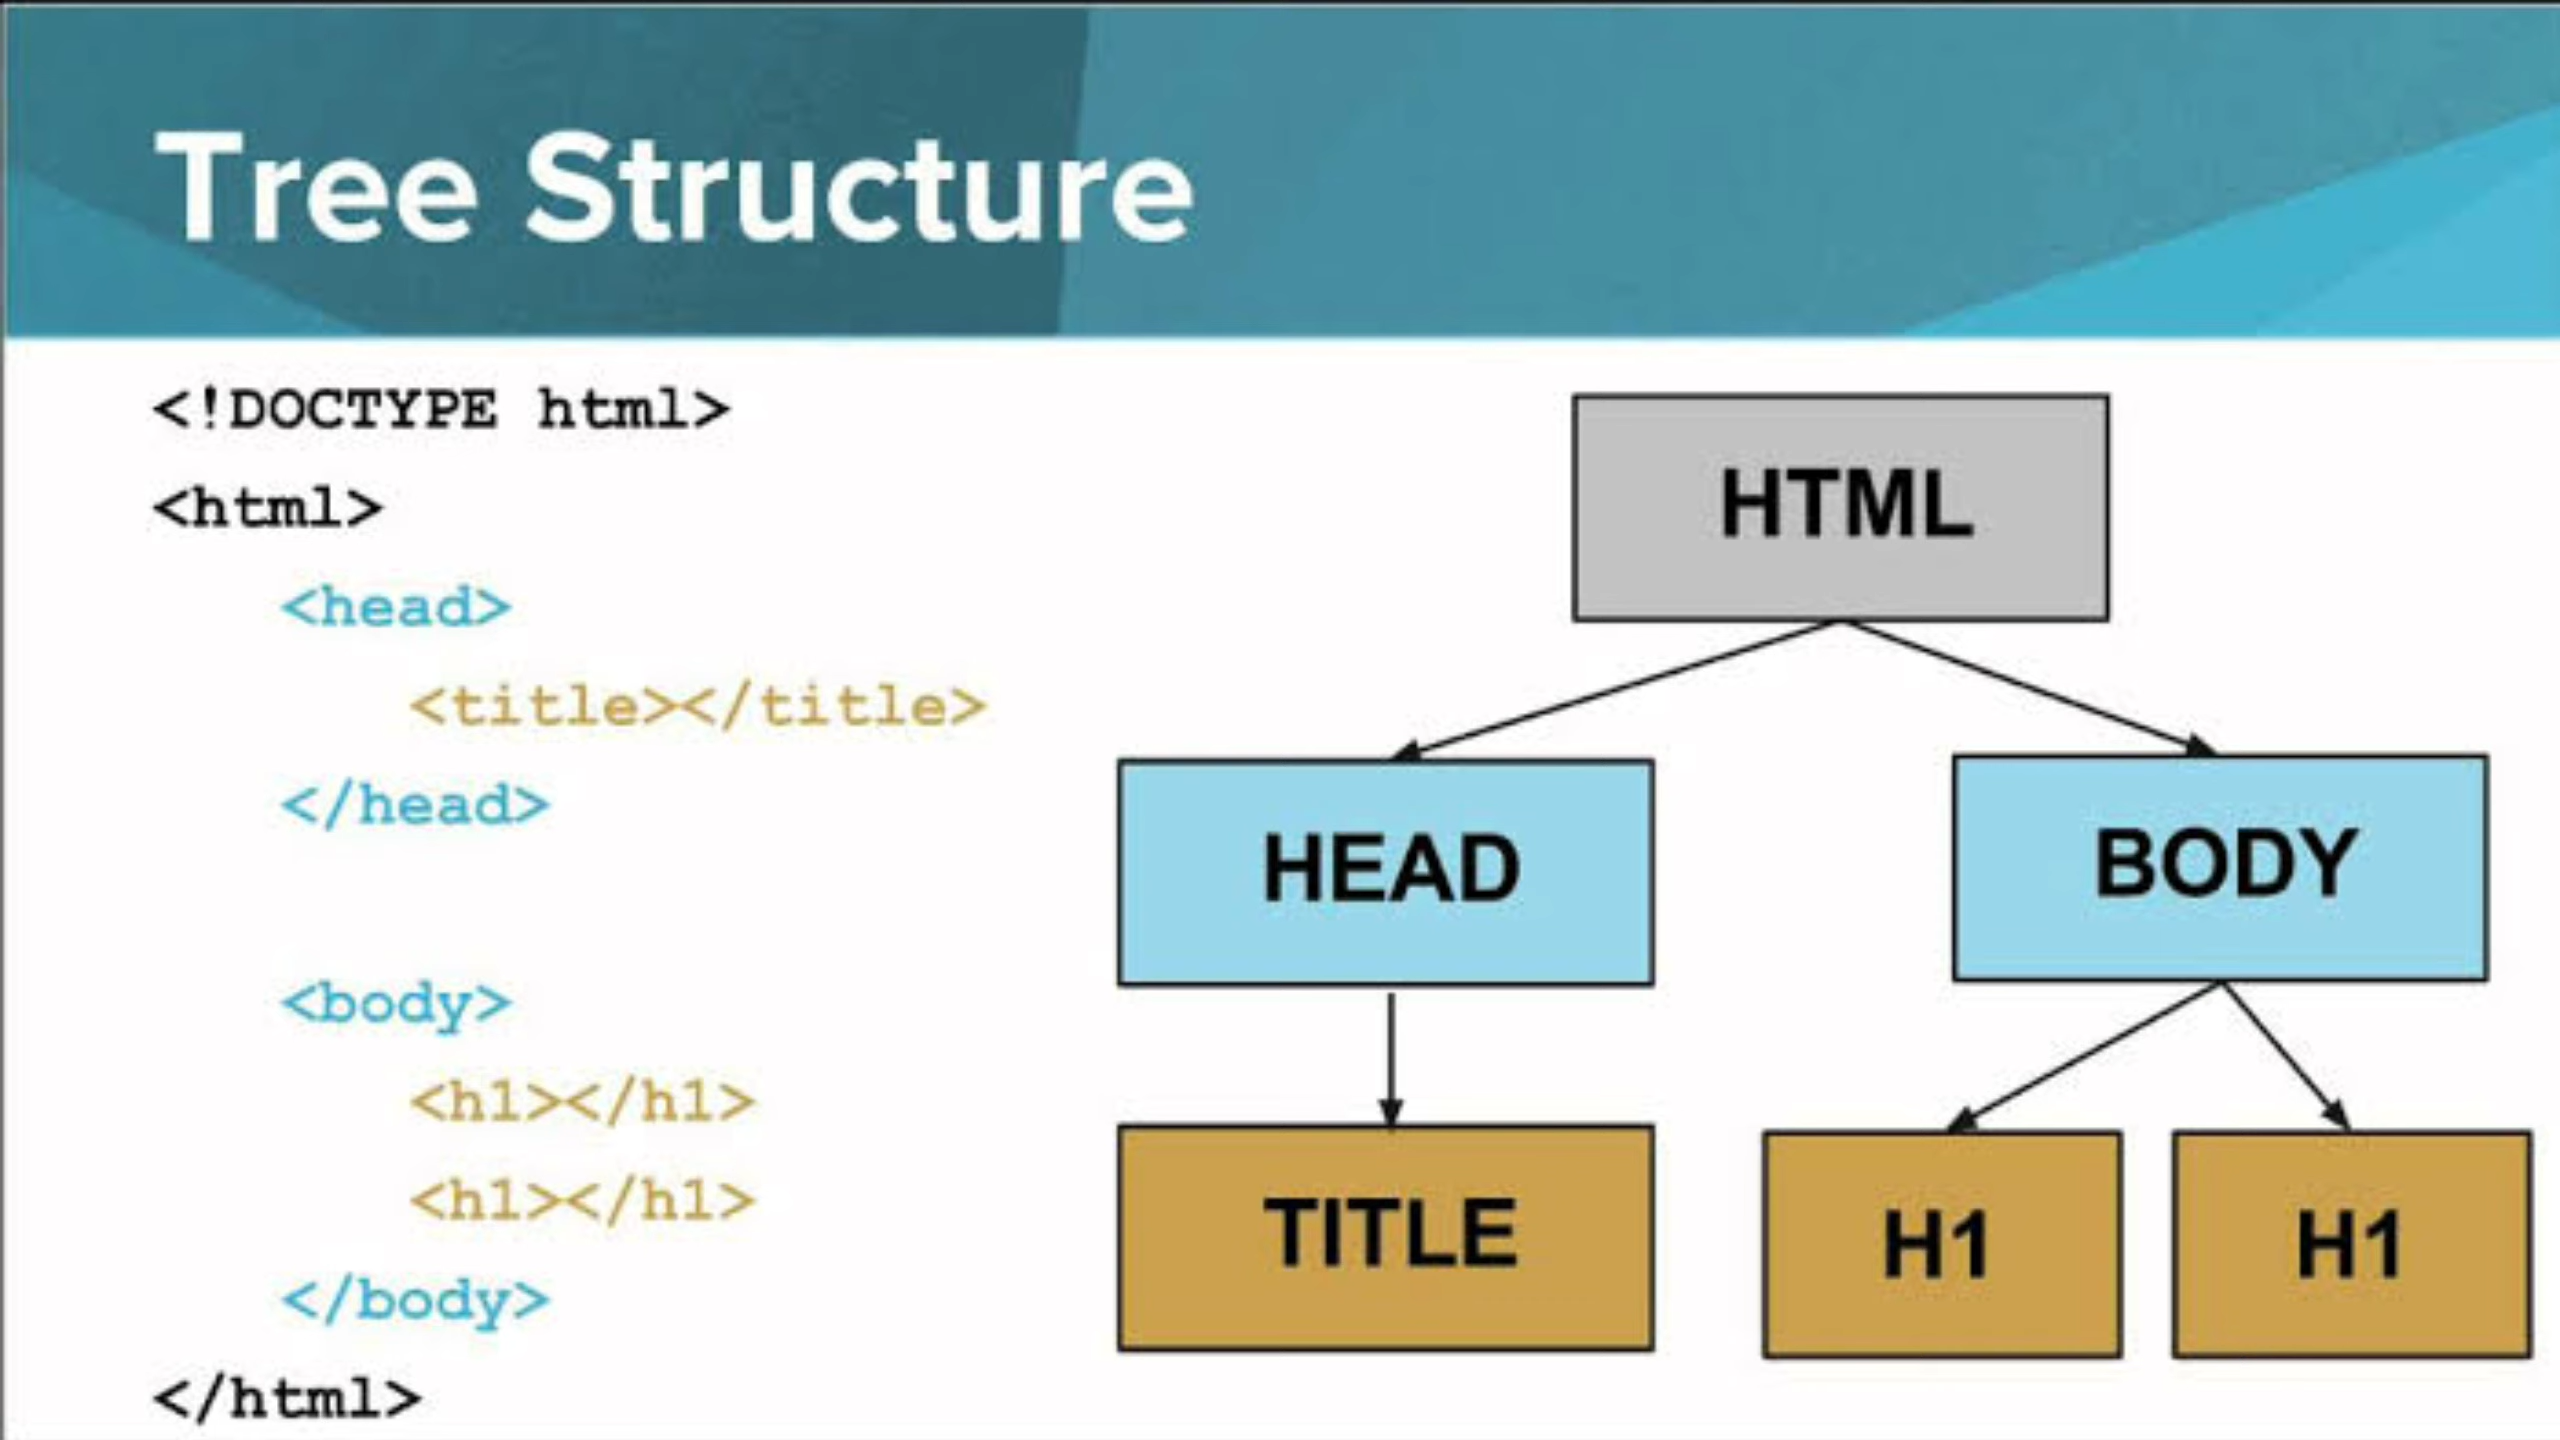 Tree Structure
<!DOCTYPE html>
<html>
<head>
<title></title>
</head>
<body>
<h1></h1>
<h1></h1>
</body>
</html>
HTML
HEAD
BODY
TITLE
H1
H1